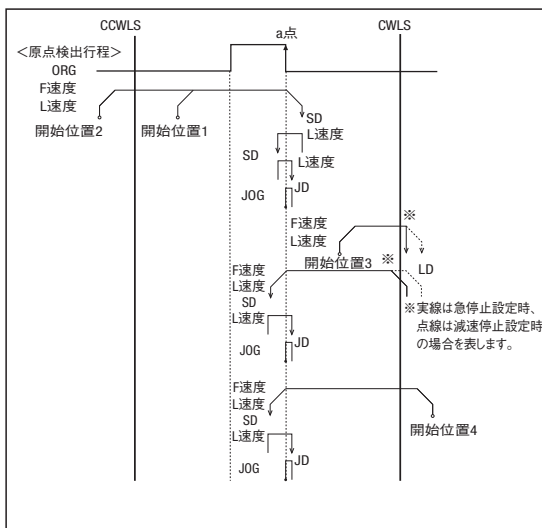 CCWLS
CWLS
a点
＜原点検出行程＞
ORG
F速度
L速度
開始位置2
開始位置1
SD
L速度
SD
L速度
JOG
JD
F速度
L速度
※
開始位置3
※
LD
※実線は急停止設定時、
点線は減速停止設定時
の場合を表します。
F速度
L速度
SD
L速度
JOG
JD
F速度
L速度
SD
L速度
開始位置4
JOG
JD